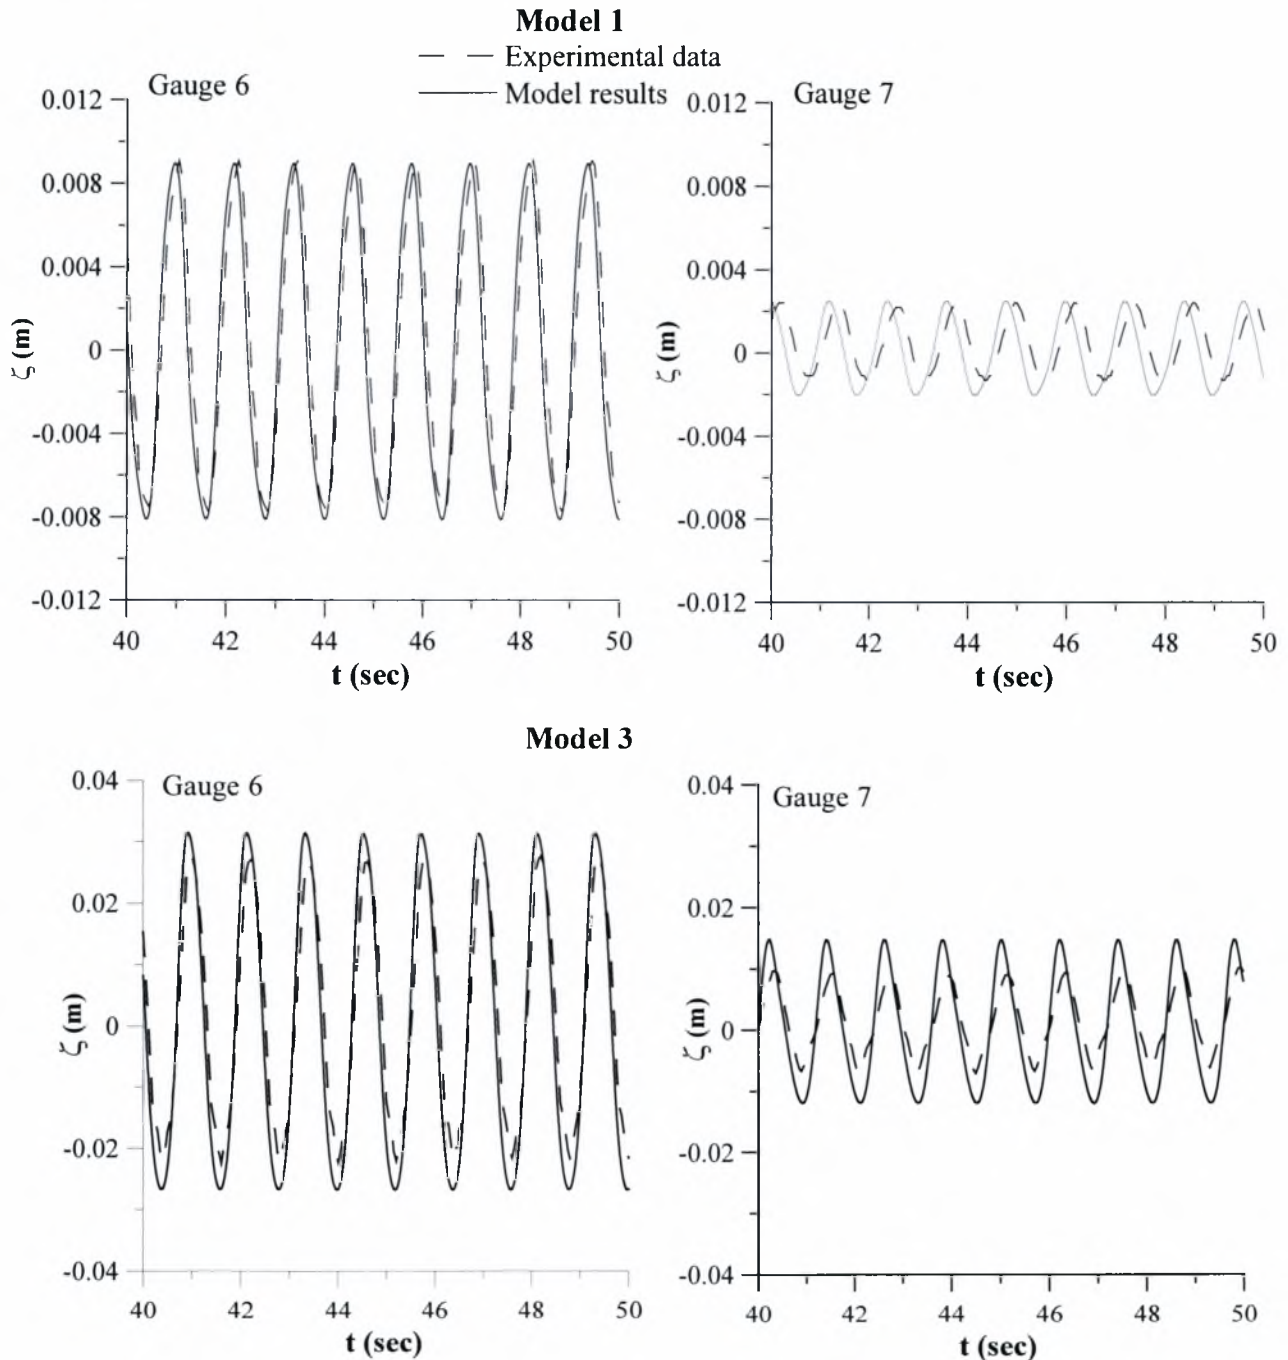 Model 1
Experimental data
Model results
Gauge 6
0.012
0.008
0.004
0
-0.004
-0.008
-0.012
ζ (m)
40 42 44 46 48 50
t (sec)
Gauge 7
0.012
0.008
0.004
0
-0.004
-0.008
-0.012
ζ (m)
40 42 44 46 48 50
t (sec)
Model 3
Gauge 6
0.04
0.02
0
-0.02
-0.04
ζ (m)
40 42 44 46 48 50
t (sec)
Gauge 7
0.04
0.02
0
-0.02
-0.04
ζ (m)
40 42 44 46 48 50
t (sec)